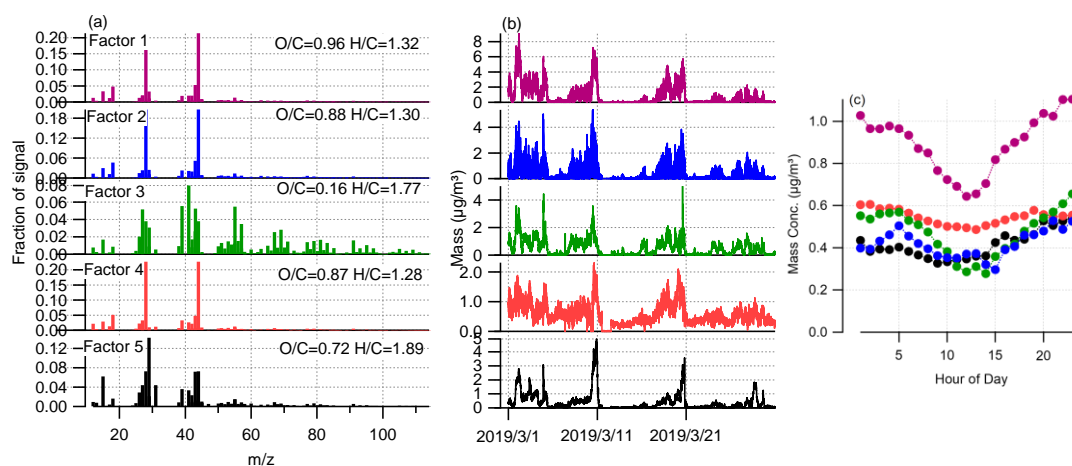 (a)
Factor 1
O/C=0.96 H/C=1.32
0.20
0.15
0.10
0.05
0.00
Factor 2
O/C=0.88 H/C=1.30
0.18
0.12
0.06
0.00
Factor 3
O/C=0.16 H/C=1.77
0.08
0.06
0.04
0.02
0.00
Factor 4
O/C=0.87 H/C=1.28
0.20
0.15
0.10
0.05
0.00
Factor 5
O/C=0.72 H/C=1.89
0.12
0.08
0.04
0.00
Fraction of signal
20 40 60 80 100
m/z
(b)
8
6
4
2
0
4
2
0
4
2
0
2.0
1.0
0
5
4
3
2
1
0
Mass (µg/m³)
2019/3/1 2019/3/11 2019/3/21
(c)
1.0
0.8
0.6
0.4
0.2
0.0
Mass Conc. (µg/m³)
5 10 15 20
Hour of Day